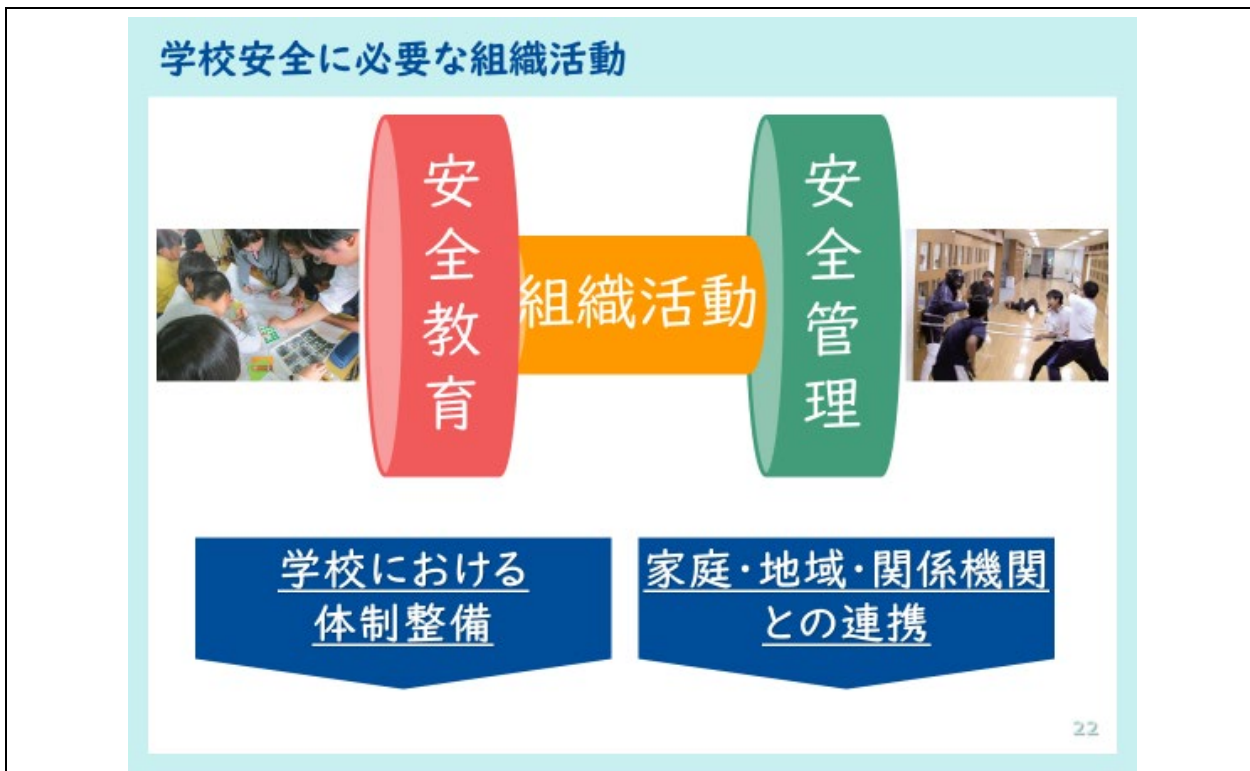 学校安全に必要な組織活動
安全教育
組織活動
安全管理
学校における
体制整備
家庭・地域・関係機関
との連携
22